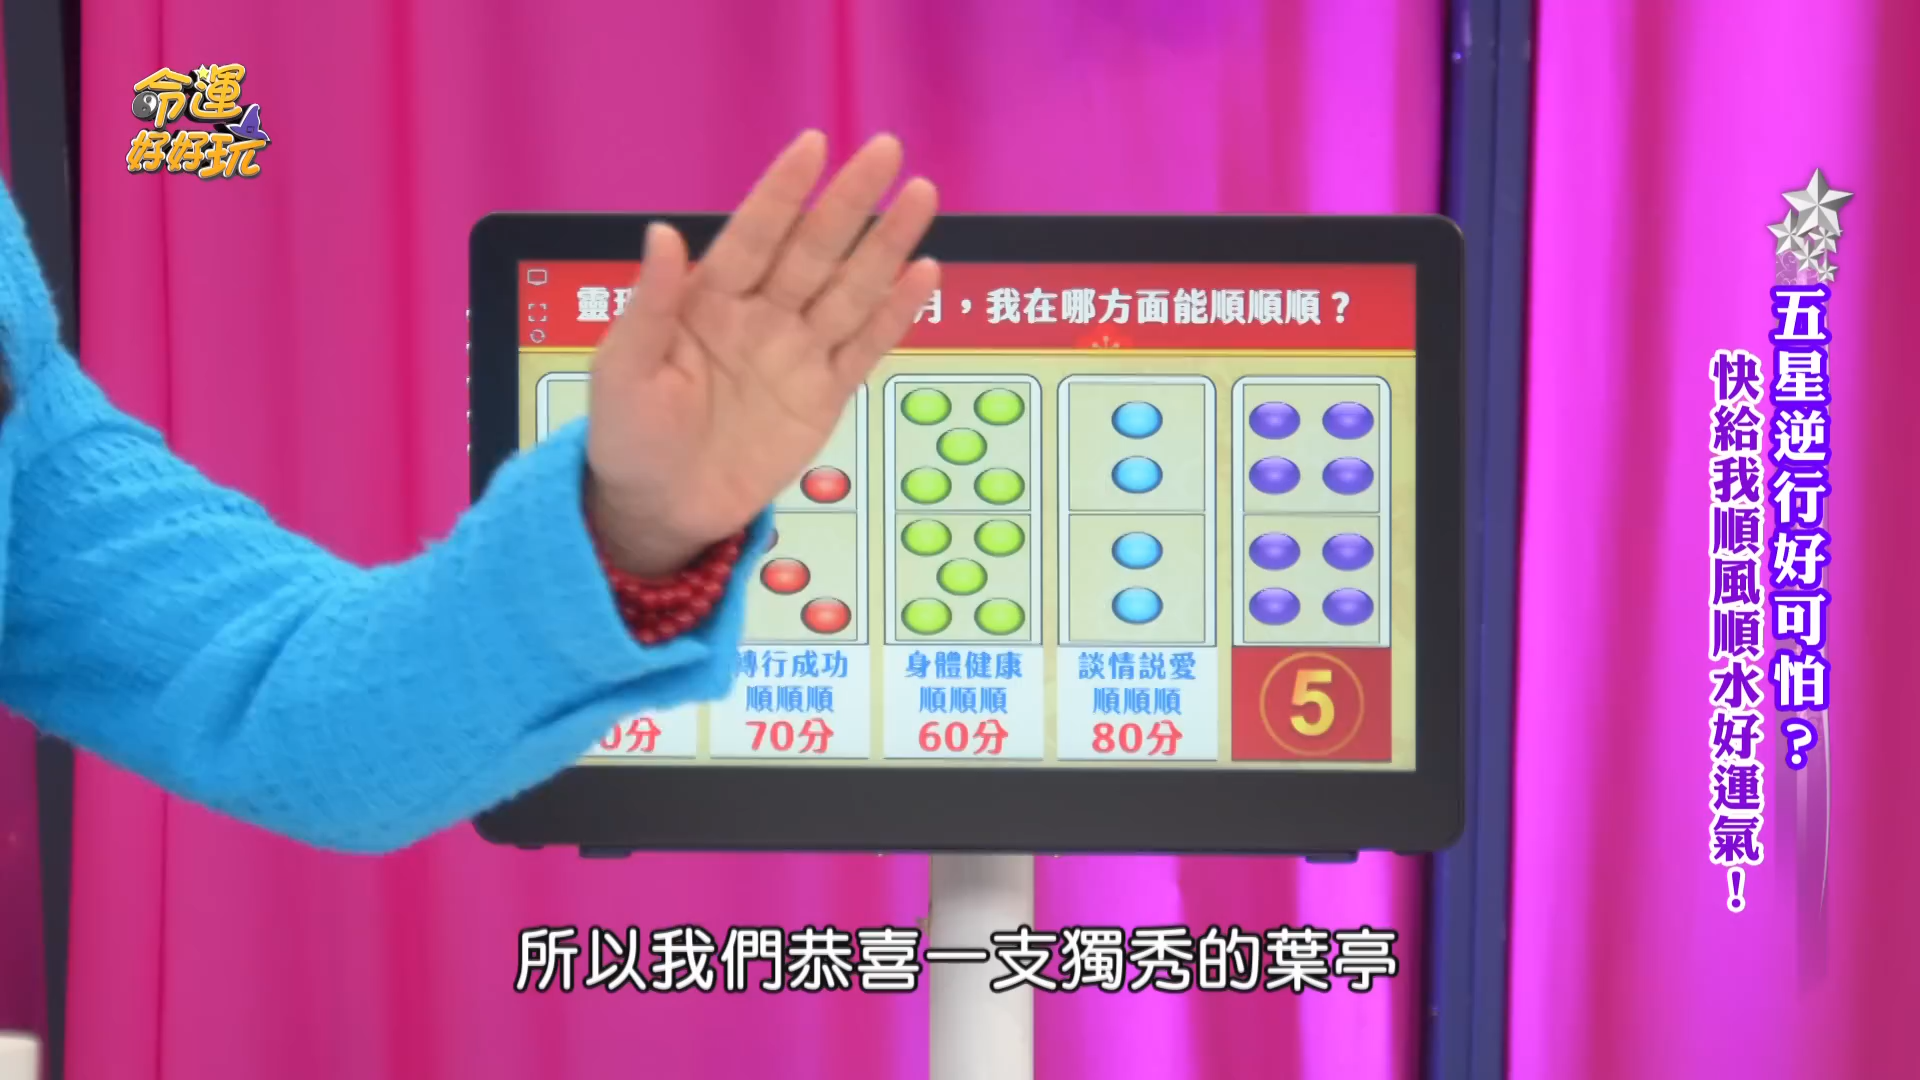 命運
好好玩
月，我在哪方面能順順順？
五星逆行好可怕？
快給我順風順水好運氣！
轉行成功
順順順
70分
身體健康
順順順
60分
談情説愛
順順順
80分
5
0分
所以我們恭喜一支獨秀的葉亭